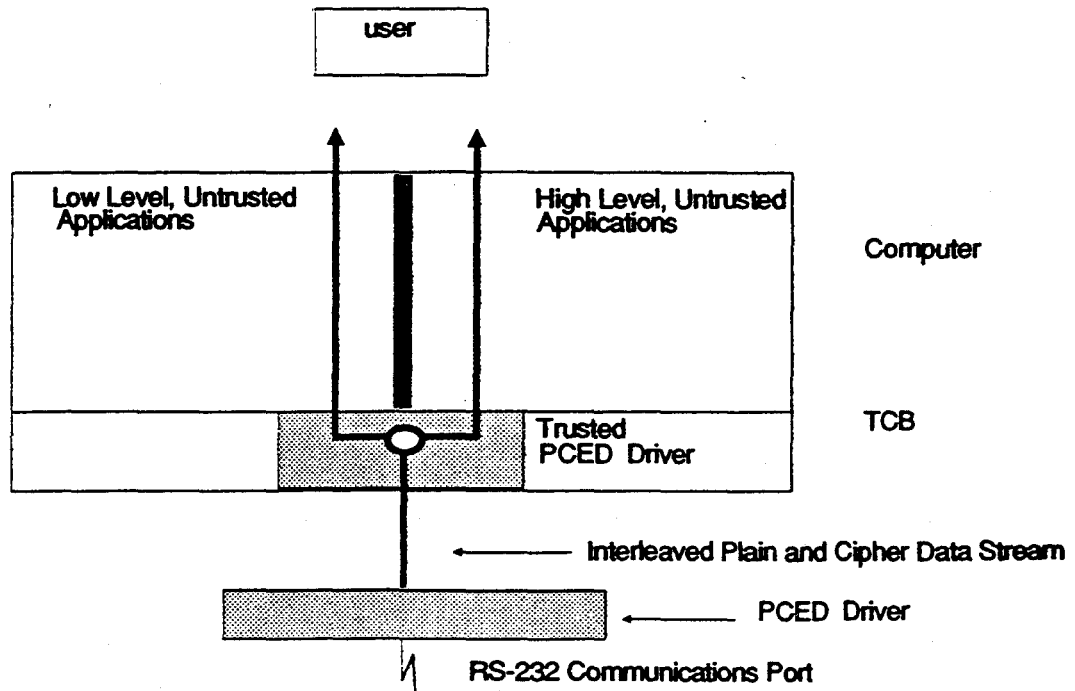 user
Low Level, Untrusted
Applications
High Level, Untrusted
Applications
Computer
Trusted
PCED Driver
TCB
Interleaved Plain and Cipher Data Stream
PCED Driver
RS-232 Communications Port